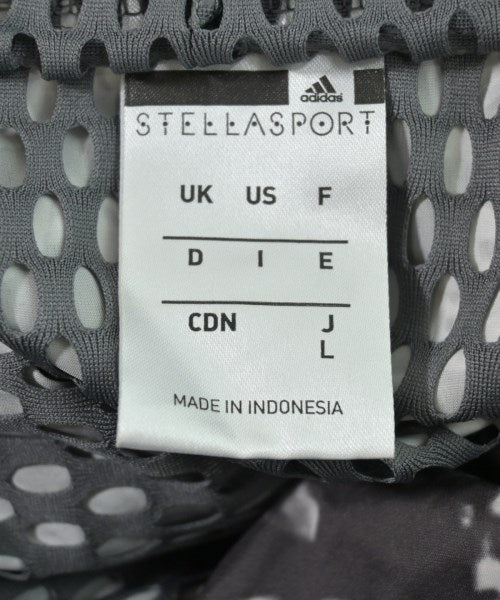 adidas
STELLASPORT
UK US F
D I E
CDN J
L
MADE IN INDONESIA